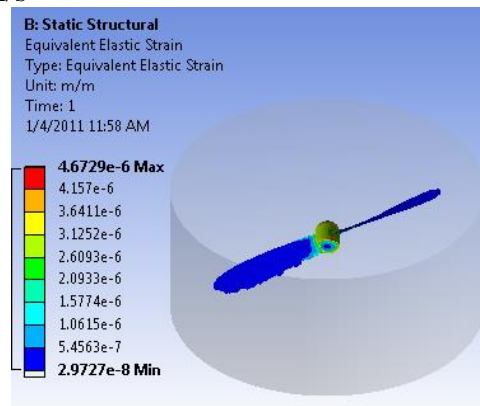 B: Static Structural
Equivalent Elastic Strain
Type: Equivalent Elastic Strain
Unit: m/m
Time: 1
1/4/2011 11:58 AM
4.6729e-6 Max
4.157e-6
3.6411e-6
3.1252e-6
2.6093e-6
2.0933e-6
1.5774e-6
1.0615e-6
5.4563e-7
2.9727e-8 Min